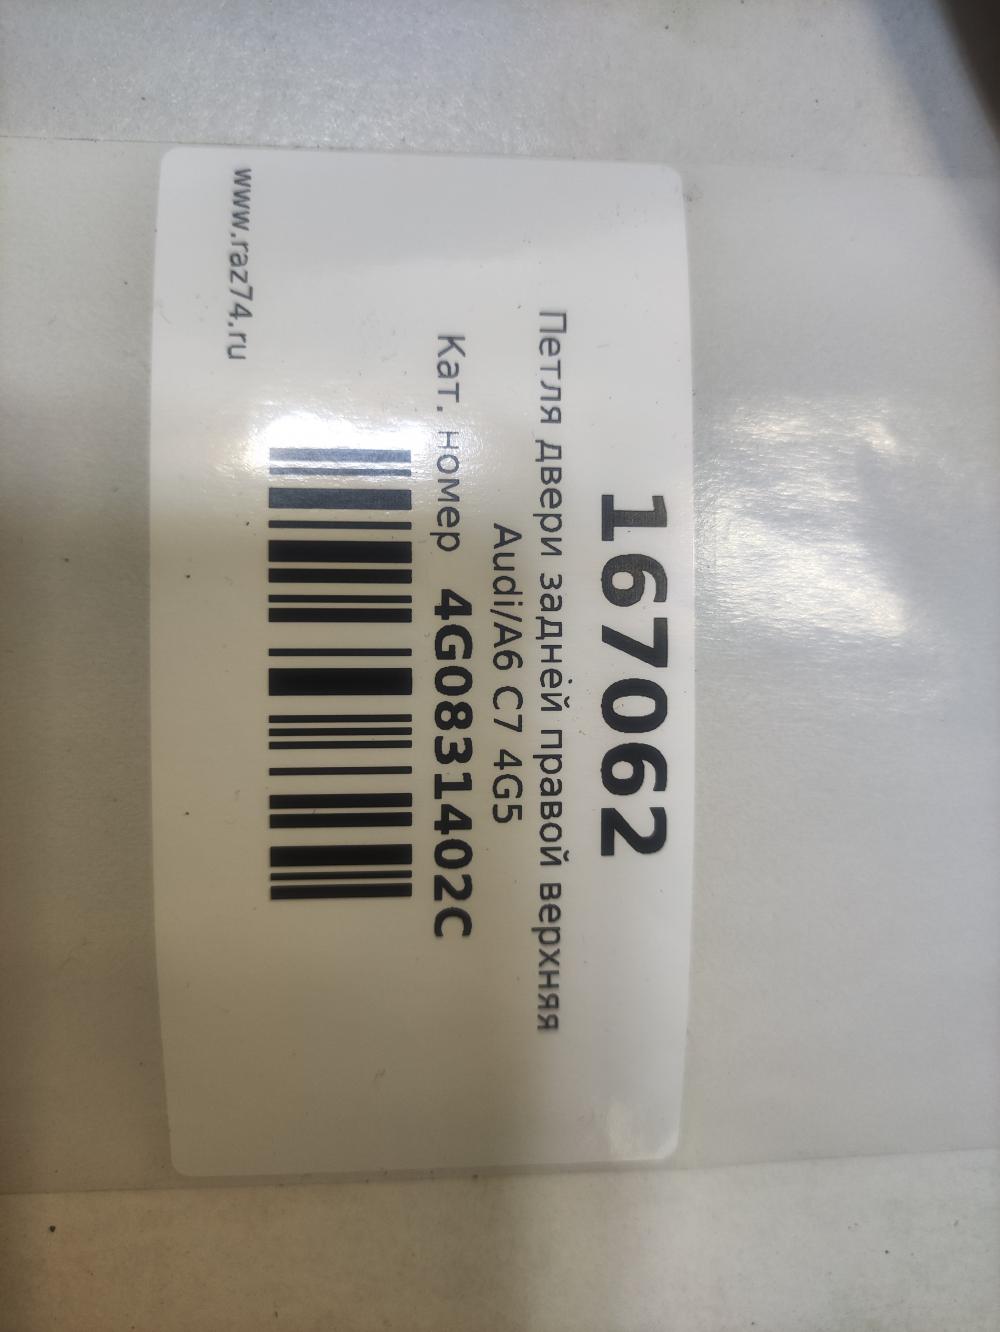 167062
Петля двери задней правой верхняя
Audi/A6 C7 4G5
Кат. номер 4G0831402C
www.raz74.ru